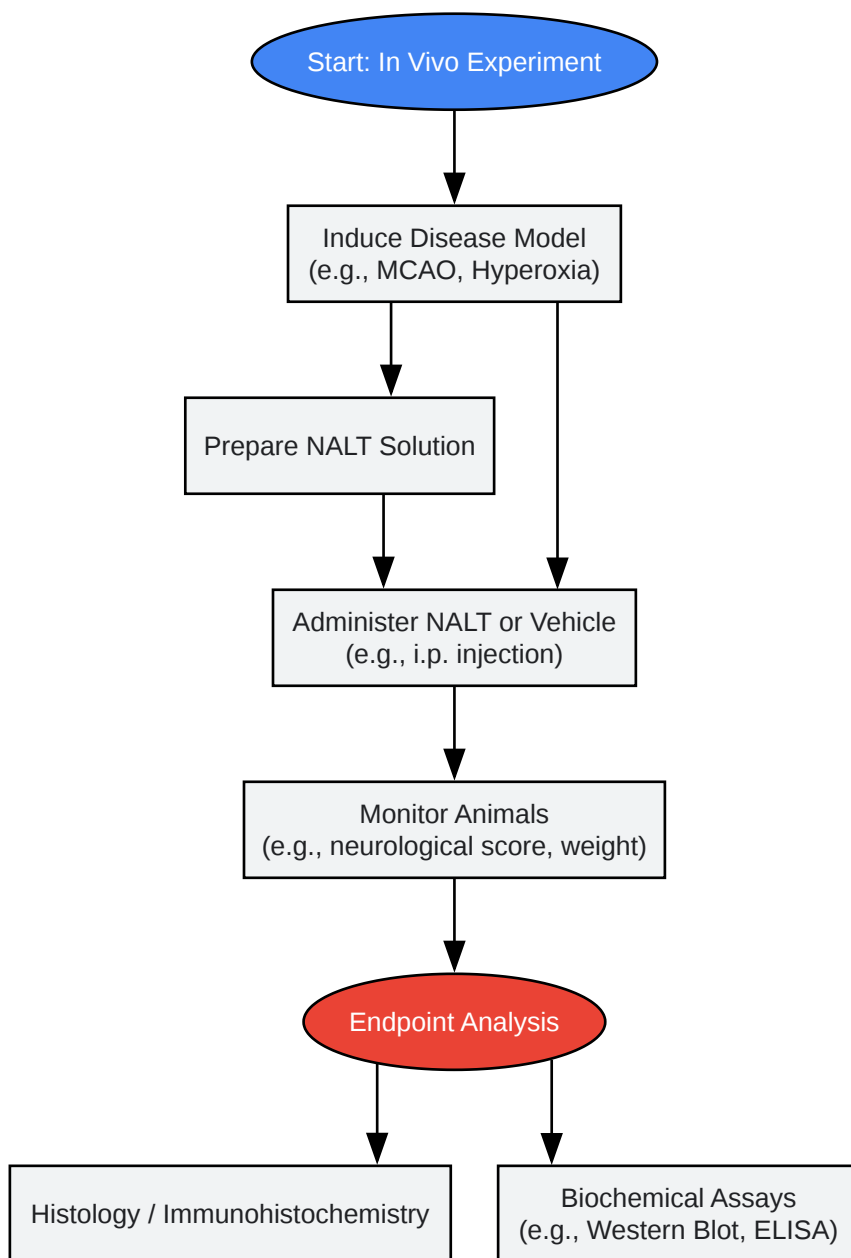 Start: In Vivo Experiment
Induce Disease Model
(e.g., MCAO, Hyperoxia)
Prepare NALT Solution
Administer NALT or Vehicle
(e.g., i.p. injection)
Monitor Animals
(e.g., neurological score, weight)
Endpoint Analysis
Histology / Immunohistochemistry
Biochemical Assays
(e.g., Western Blot, ELISA)